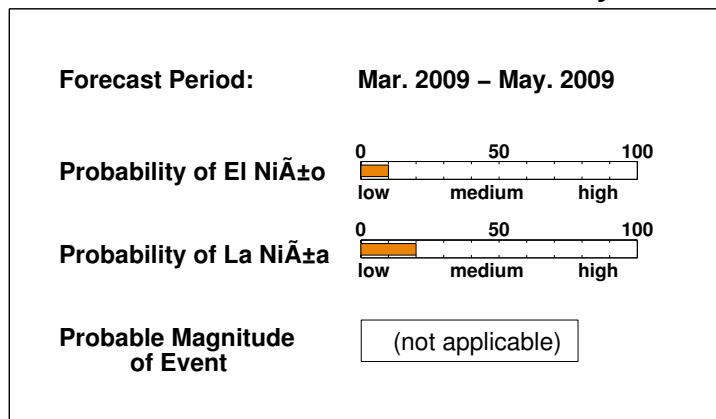 Forecast Period: Mar. 2009 − May. 2009
0 50 100
Probability of El NiÃ±o
low medium high
0 50 100
Probability of La NiÃ±a
low medium high
Probable Magnitude
of Event
(not applicable)